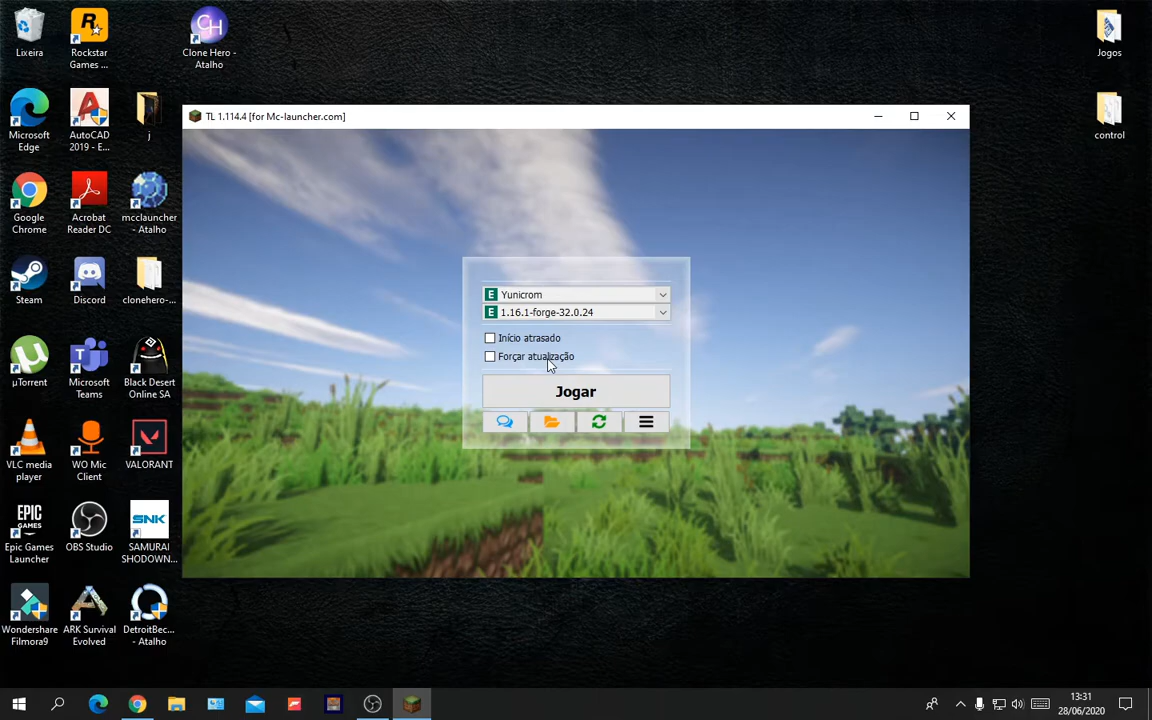 Lixeira
Rockstar
Games ...
CH
Clone Hero -
Atalho
Jogos
Microsoft
Edge
AutoCAD
2019 - E...
j
control
TL 1.114.4 [for Mc-launcher.com]
Google
Chrome
Acrobat
Reader DC
mcclauncher
- Atalho
Steam
Discord
clonehero-...
E Yunicrom
E 1.16.1-forge-32.0.24
Início atrasado
Forçar atualização
Jogar
µTorrent
Microsoft
Teams
Black Desert
Online SA
VLC media
player
WO Mic
Client
VALORANT
EPIC
GAMES
Epic Games
Launcher
OBS Studio
SNK
SAMURAI
SHODOWN...
Wondershare
Filmora9
ARK Survival
Evolved
DetroitBec...
- Atalho
13:31
28/06/2020